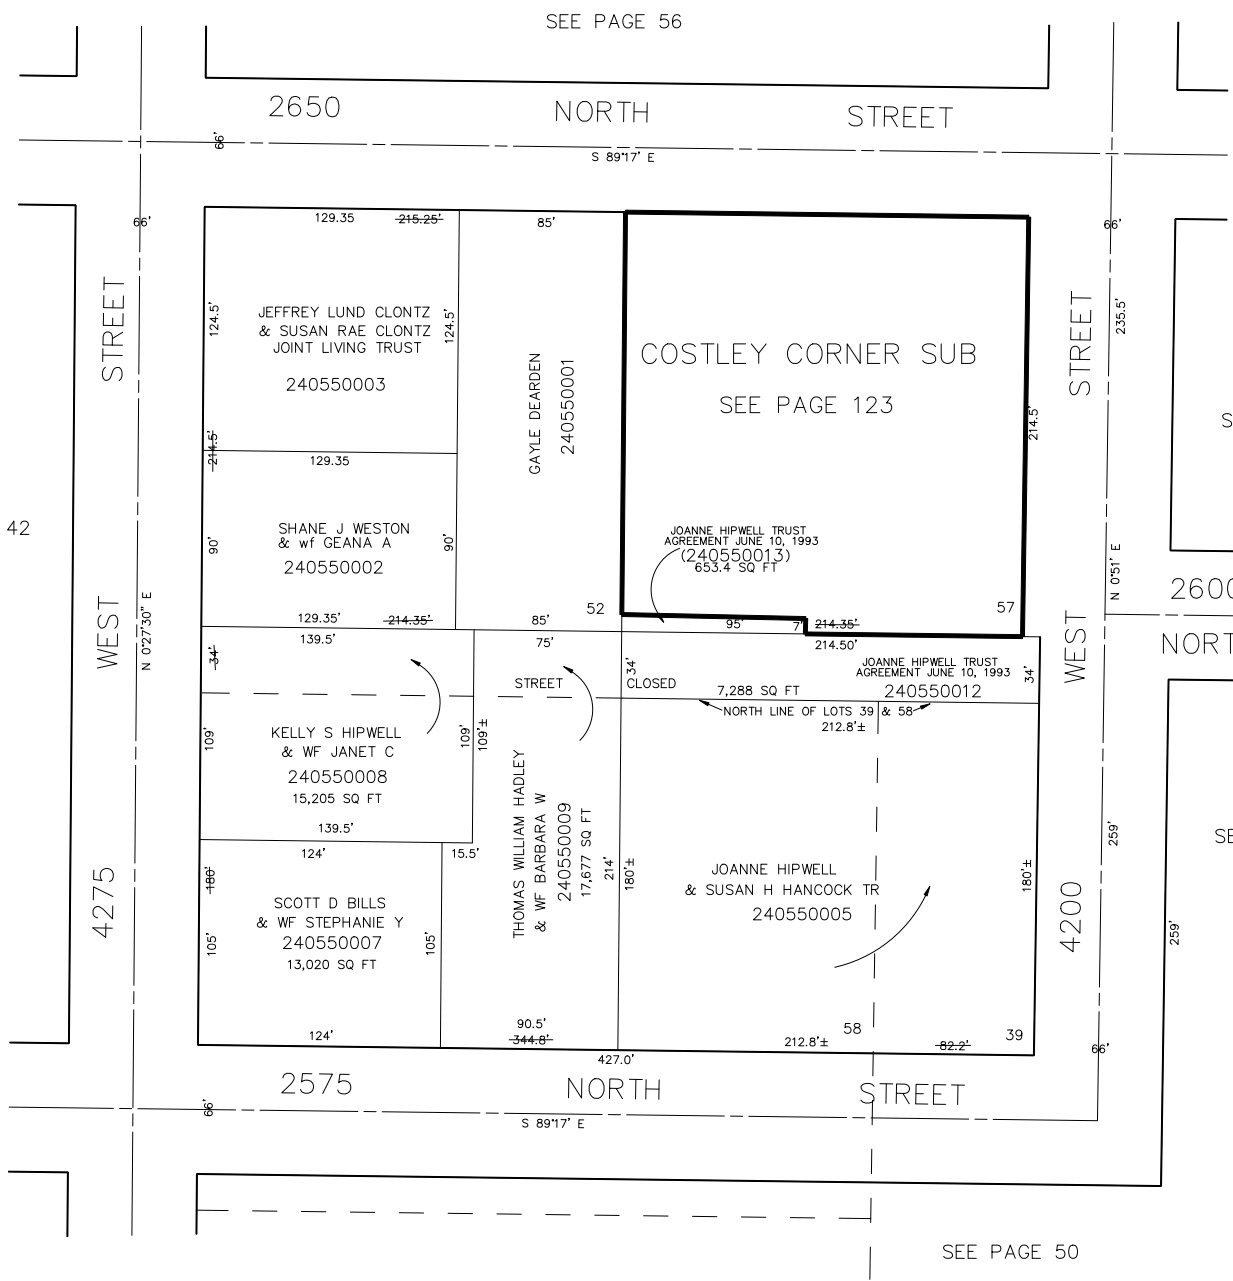 SEE PAGE 56
2650 NORTH STREET
66'
S 89°17' E
66'
66'
129.35
215.25'
85'
STREET
124.5'
124.5'
JEFFREY LUND CLONTZ
& SUSAN RAE CLONTZ
JOINT LIVING TRUST
240550003
GAYLE DEARDEN
240550001
COSTLEY CORNER SUB
SEE PAGE 123
STREET
235.5'
214.5'
S
214.5'
129.35
42
SHANE J WESTON
& wf GEANA A
240550002
90'
90'
JOANNE HIPWELL TRUST
AGREEMENT JUNE 10, 1993
(240550013)
653.4 SQ FT
N 0°51' E
2600
NORT
WEST
N 0°27'30" E
52
57
WEST
129.35'
214.35'
85'
95'
7'
214.35'
139.5'
75'
214.50'
34'
34'
34'
STREET
CLOSED
7,288 SQ FT
JOANNE HIPWELL TRUST
AGREEMENT JUNE 10, 1993
240550012
NORTH LINE OF LOTS 39 & 58
212.8'±
109'
KELLY S HIPWELL
& WF JANET C
240550008
15,205 SQ FT
109'
109'±
139.5'
THOMAS WILLIAM HADLEY
& WF BARBARA W
240550009
17,677 SQ FT
214'
180'±
JOANNE HIPWELL
& SUSAN H HANCOCK TR
240550005
180'±
259'
SE
4275
124'
15.5'
180'
SCOTT D BILLS
& WF STEPHANIE Y
240550007
13,020 SQ FT
105'
105'
4200
259'
124'
90.5'
344.8'
58
39
212.8'±
82.2'
66'
427.0'
2575 NORTH STREET
66'
S 89°17' E
SEE PAGE 50